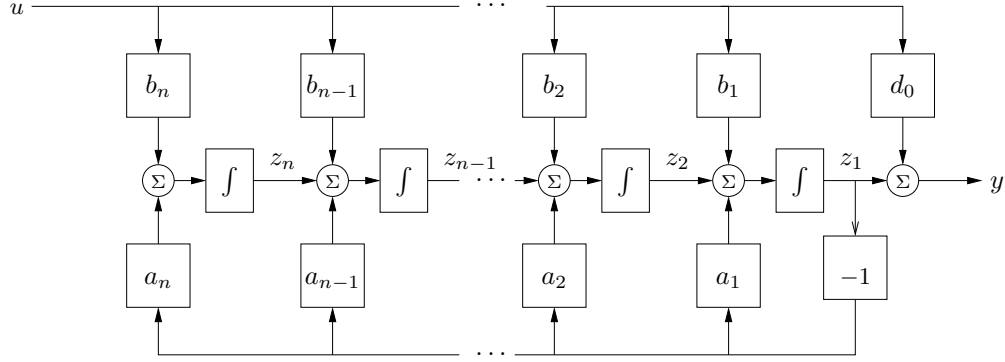 u ⋯
b_n b_{n−1} b_2 b_1 d_0
Σ ∫ z_n Σ ∫ z_{n−1} ⋯ Σ ∫ z_2 Σ ∫ z_1 Σ y
a_n a_{n−1} a_2 a_1 −1
⋯